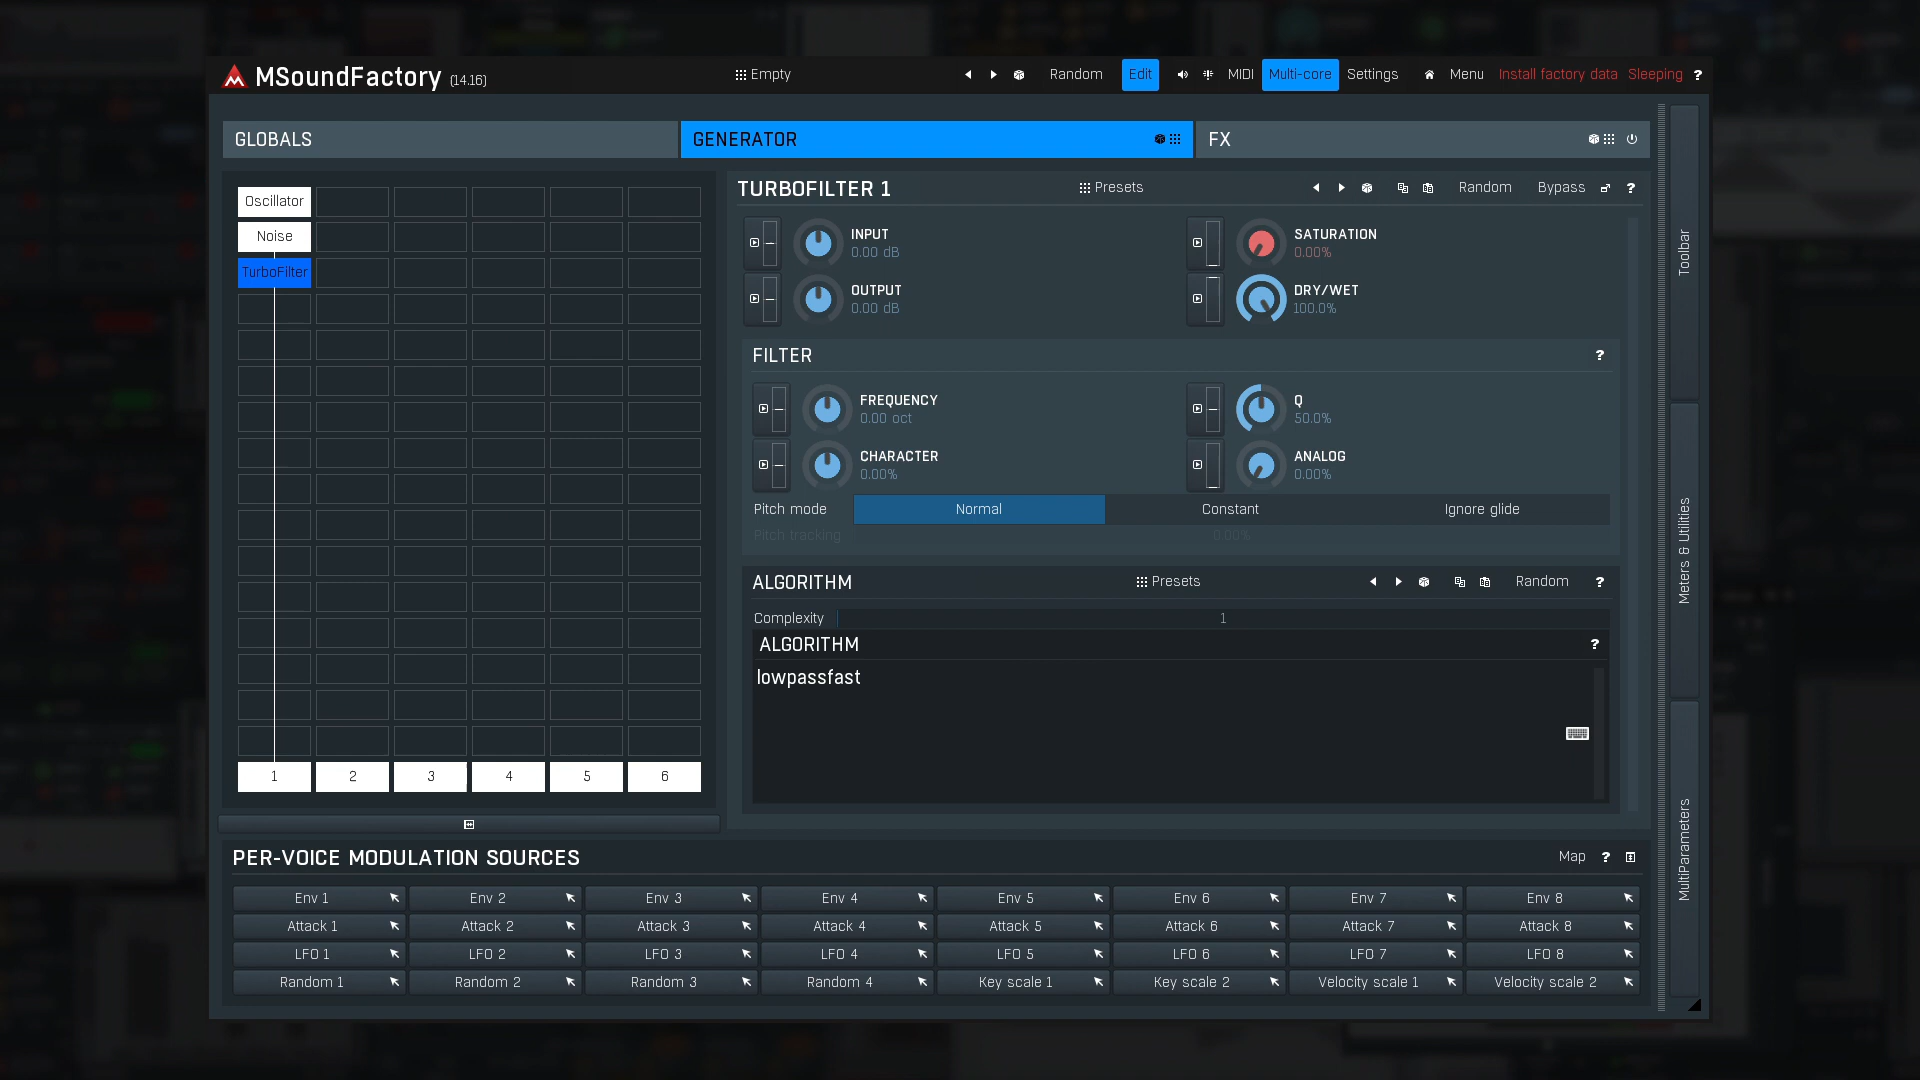 MSoundFactory (14.16)
Empty
Random
Edit
MIDI
Multi-core
Settings
Menu
Install factory data
Sleeping
?
GLOBALS
GENERATOR
FX
Oscillator
Noise
TurboFilter
1 2 3 4 5 6
TURBOFILTER 1
Presets
Random
Bypass
?
INPUT
0.00 dB
SATURATION
0.00%
OUTPUT
0.00 dB
DRY/WET
100.0%
FILTER
?
FREQUENCY
0.00 oct
Q
50.0%
CHARACTER
0.00%
ANALOG
0.00%
Pitch mode Normal Constant Ignore glide
Pitch tracking 0.00%
ALGORITHM
Presets
Random
?
Complexity 1
ALGORITHM
?
lowpassfast
PER-VOICE MODULATION SOURCES
Map
?
Env 1 Env 2 Env 3 Env 4 Env 5 Env 6 Env 7 Env 8
Attack 1 Attack 2 Attack 3 Attack 4 Attack 5 Attack 6 Attack 7 Attack 8
LFO 1 LFO 2 LFO 3 LFO 4 LFO 5 LFO 6 LFO 7 LFO 8
Random 1 Random 2 Random 3 Random 4 Key scale 1 Key scale 2 Velocity scale 1 Velocity scale 2
Toolbar
Meters & Utilities
MultiParameters